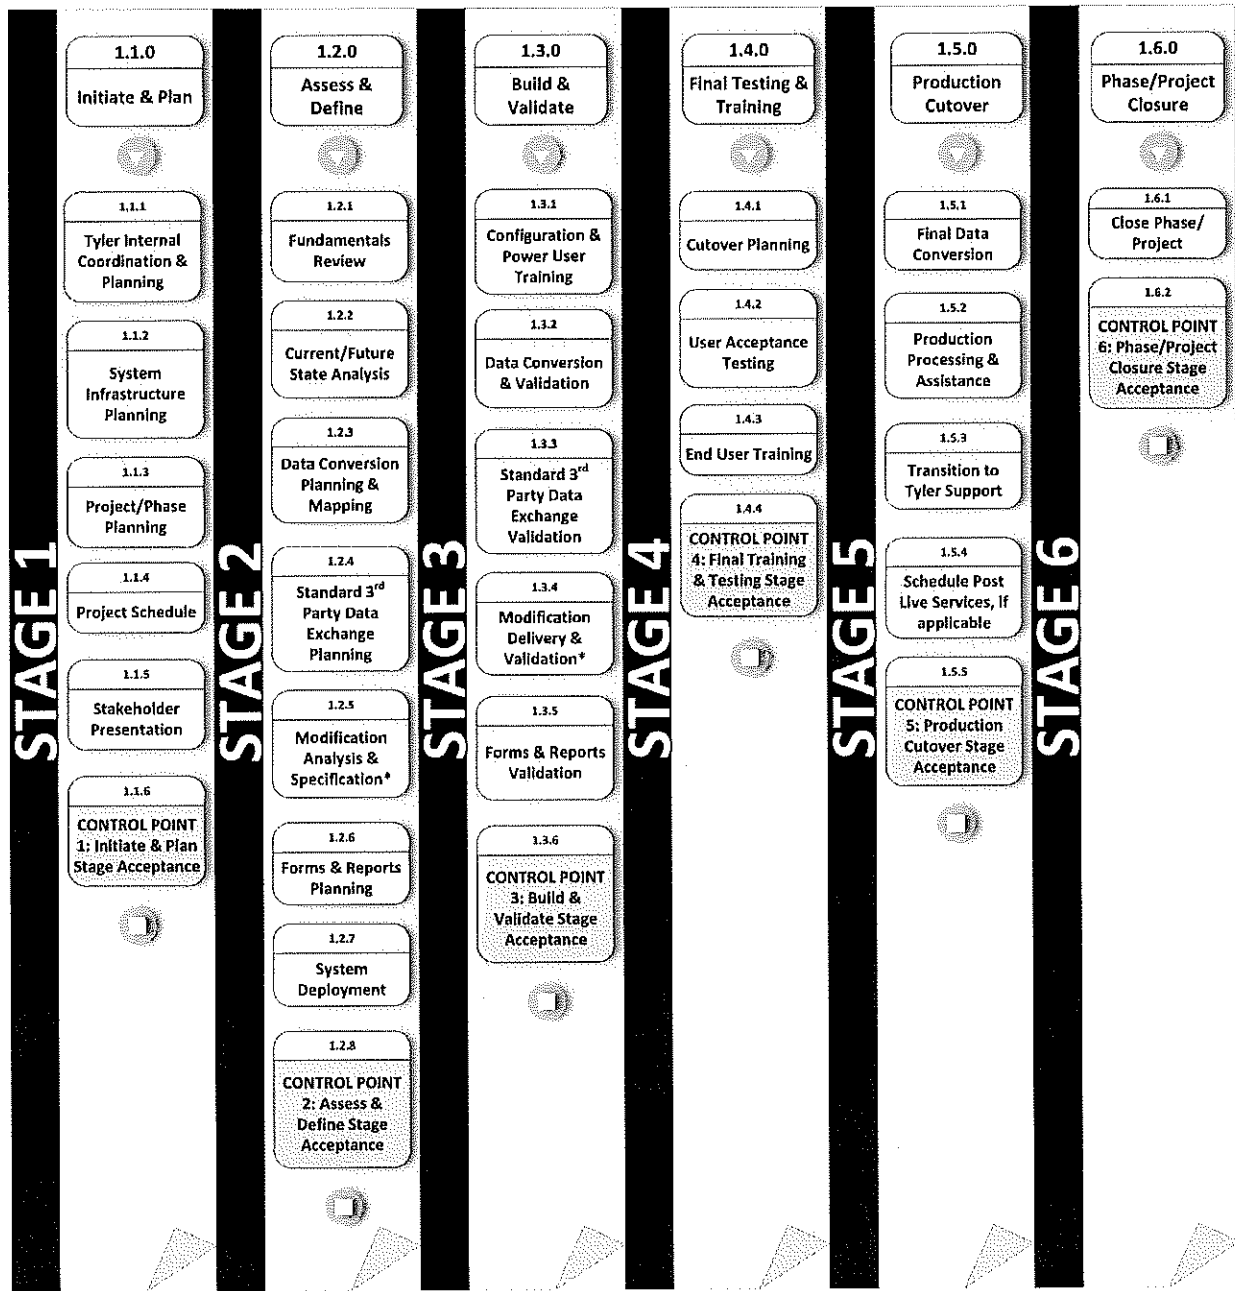 STAGE 1
1.1.0
Initiate & Plan
1.1.1
Tyler Internal
Coordination &
Planning
1.1.2
System
Infrastructure
Planning
1.1.3
Project/Phase
Planning
1.1.4
Project Schedule
1.1.5
Stakeholder
Presentation
1.1.6
CONTROL POINT
1: Initiate & Plan
Stage Acceptance
STAGE 2
1.2.0
Assess &
Define
1.2.1
Fundamentals
Review
1.2.2
Current/Future
State Analysis
1.2.3
Data Conversion
Planning &
Mapping
1.2.4
Standard 3rd
Party Data
Exchange
Planning
1.2.5
Modification
Analysis &
Specification*
1.2.6
Forms & Reports
Planning
1.2.7
System
Deployment
1.2.8
CONTROL POINT
2: Assess &
Define Stage
Acceptance
STAGE 3
1.3.0
Build &
Validate
1.3.1
Configuration &
Power User
Training
1.3.2
Data Conversion
& Validation
1.3.3
Standard 3rd
Party Data
Exchange
Validation
1.3.4
Modification
Delivery &
Validation*
1.3.5
Forms & Reports
Validation
1.3.6
CONTROL POINT
3: Build &
Validate Stage
Acceptance
STAGE 4
1.4.0
Final Testing &
Training
1.4.1
Cutover Planning
1.4.2
User Acceptance
Testing
1.4.3
End User Training
1.4.4
CONTROL POINT
4: Final Training
& Testing Stage
Acceptance
STAGE 5
1.5.0
Production
Cutover
1.5.1
Final Data
Conversion
1.5.2
Production
Processing &
Assistance
1.5.3
Transition to
Tyler Support
1.5.4
Schedule Post
Live Services, if
applicable
1.5.5
CONTROL POINT
5: Production
Cutover Stage
Acceptance
STAGE 6
1.6.0
Phase/Project
Closure
1.6.1
Close Phase/
Project
1.6.2
CONTROL POINT
6: Phase/Project
Closure Stage
Acceptance